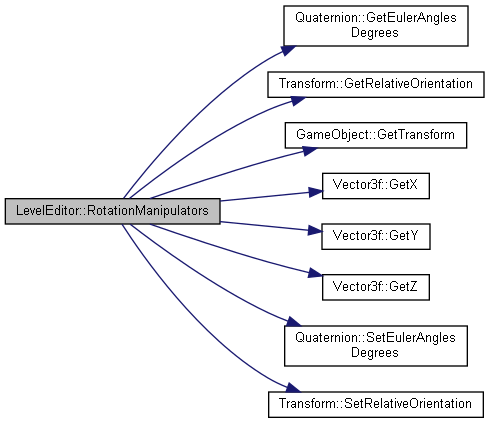 Quaternion::GetEulerAngles
Degrees
Transform::GetRelativeOrientation
GameObject::GetTransform
Vector3f::GetX
LevelEditor::RotationManipulators
Vector3f::GetY
Vector3f::GetZ
Quaternion::SetEulerAngles
Degrees
Transform::SetRelativeOrientation